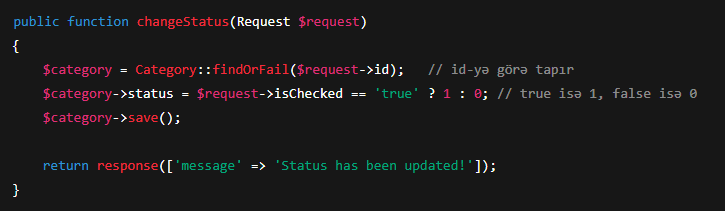 public function changeStatus(Request $request)
{
    $category = Category::findOrFail($request->id);   // id-yə görə tapır
    $category->status = $request->isChecked == 'true' ? 1 : 0; // true isə 1, false isə 0
    $category->save();

    return response(['message' => 'Status has been updated!']);
}